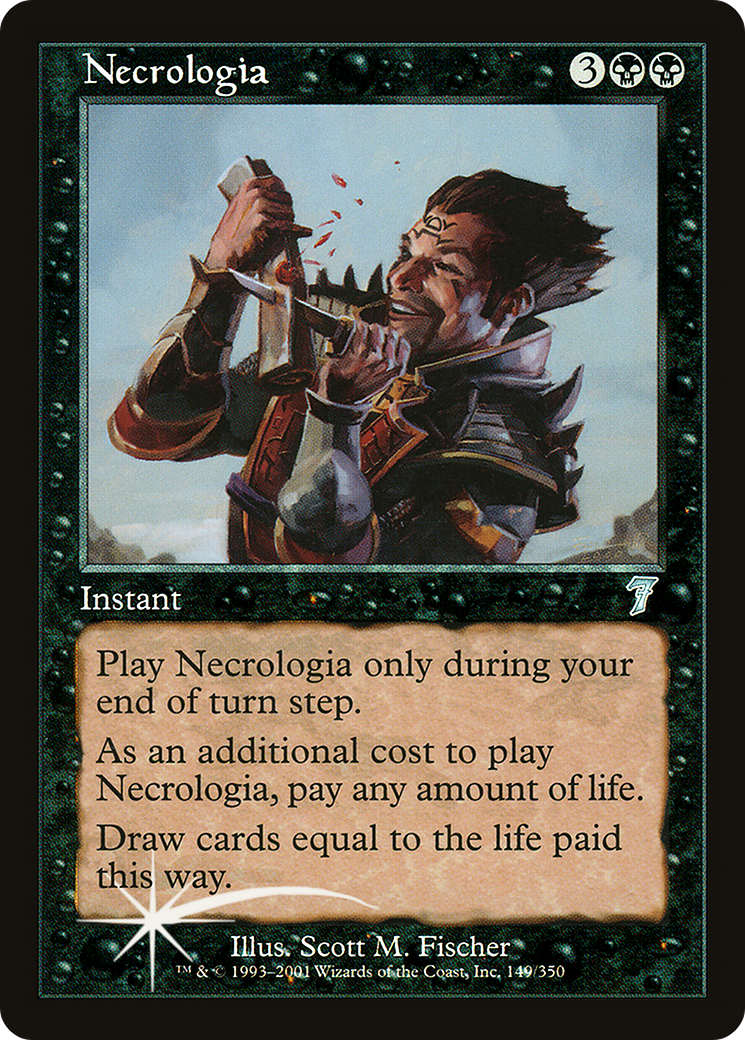 Necrologia 3
Instant 7
Play Necrologia only during your
end of turn step.
As an additional cost to play
Necrologia, pay any amount of life.
Draw cards equal to the life paid
this way.
Illus. Scott M. Fischer
™ & © 1993–2001 Wizards of the Coast, Inc. 149/350